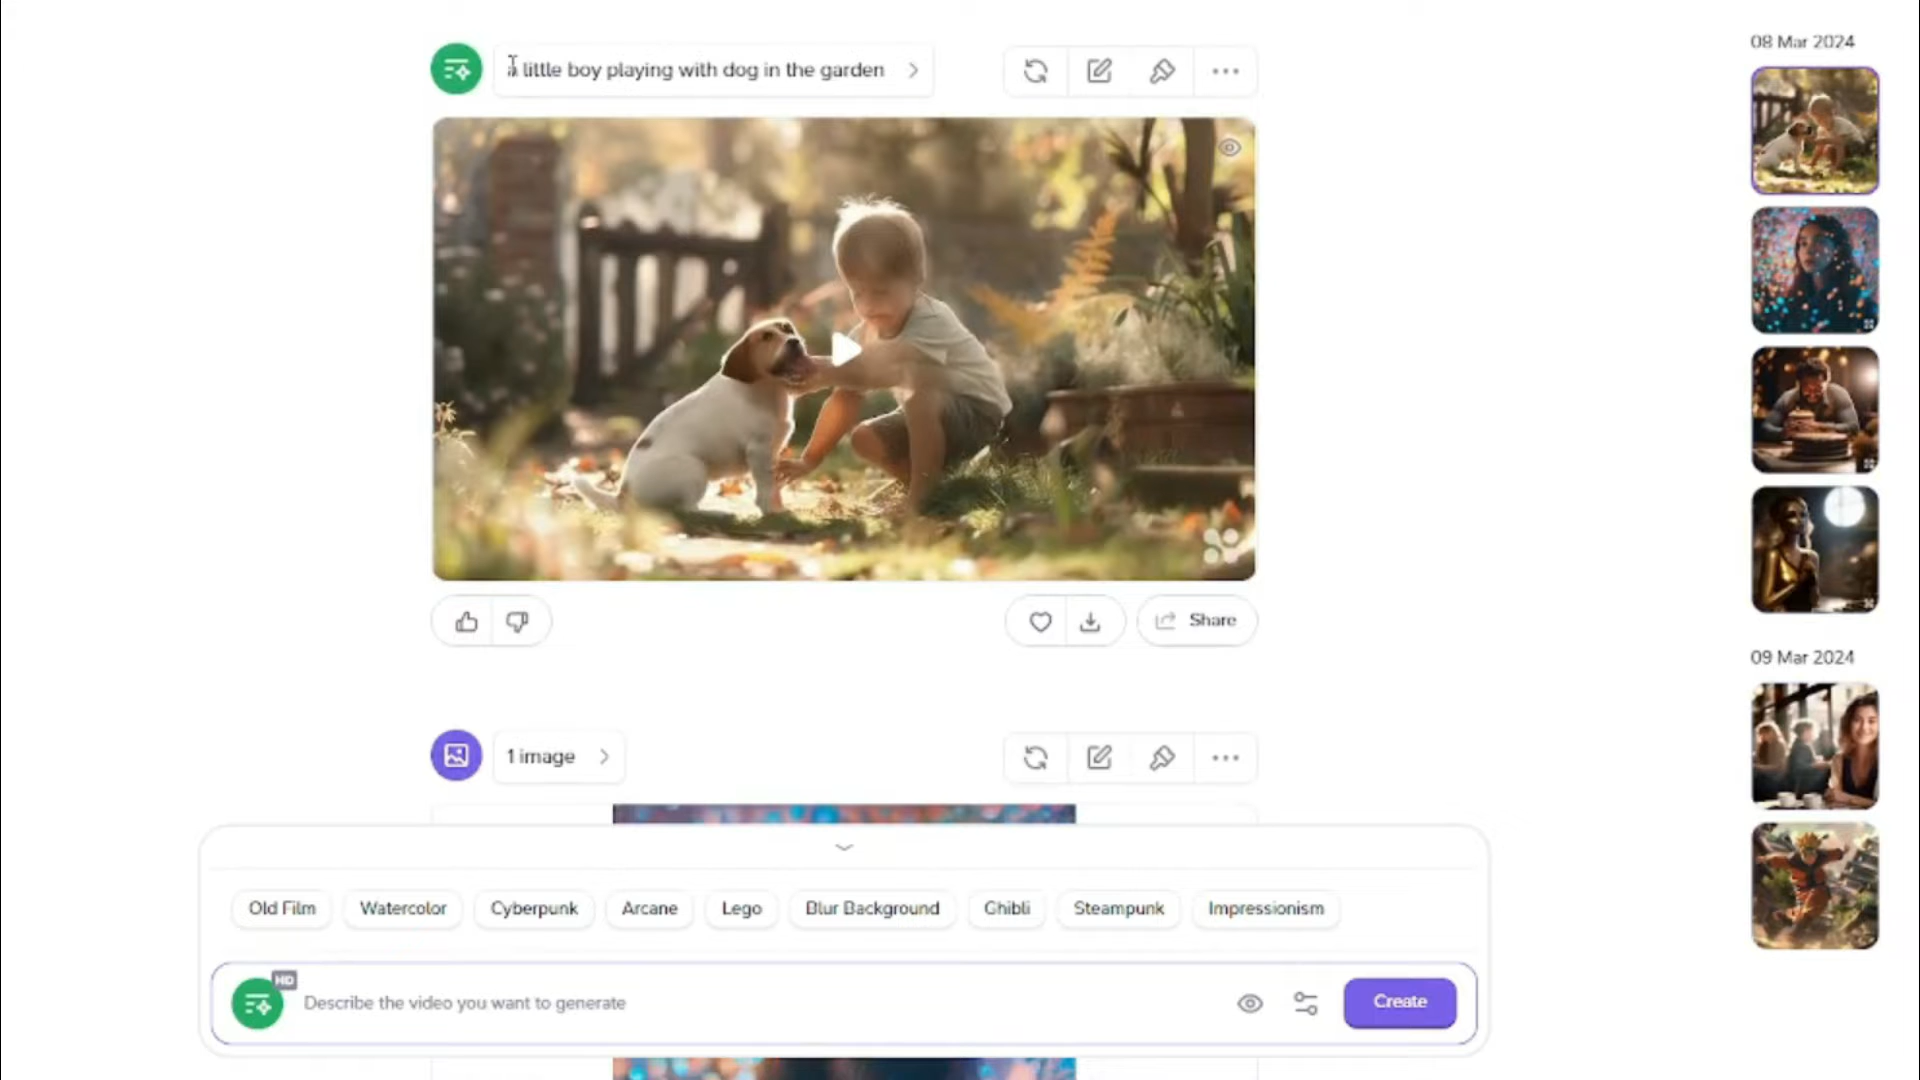 a little boy playing with dog in the garden
08 Mar 2024
Share
09 Mar 2024
1 image
Old Film
Watercolor
Cyberpunk
Arcane
Lego
Blur Background
Ghibli
Steampunk
Impressionism
HD
Describe the video you want to generate
Create